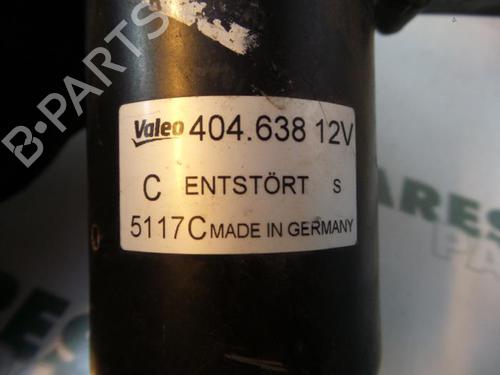 B-PARTS
Valeo 404.638 12V
C ENTSTÖRT S
5117C MADE IN GERMANY